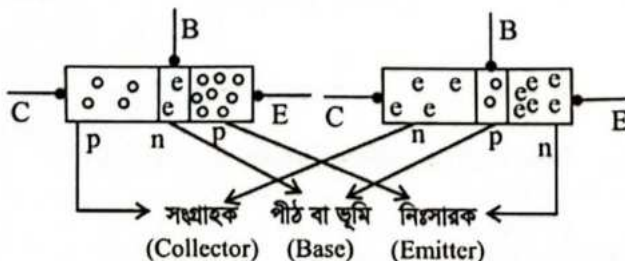 B B
e e e e
e e e e e e e
C E C E
p n p n p n
সংগ্রাহক পীঠ বা ভূমি নিঃসারক
(Collector) (Base) (Emitter)